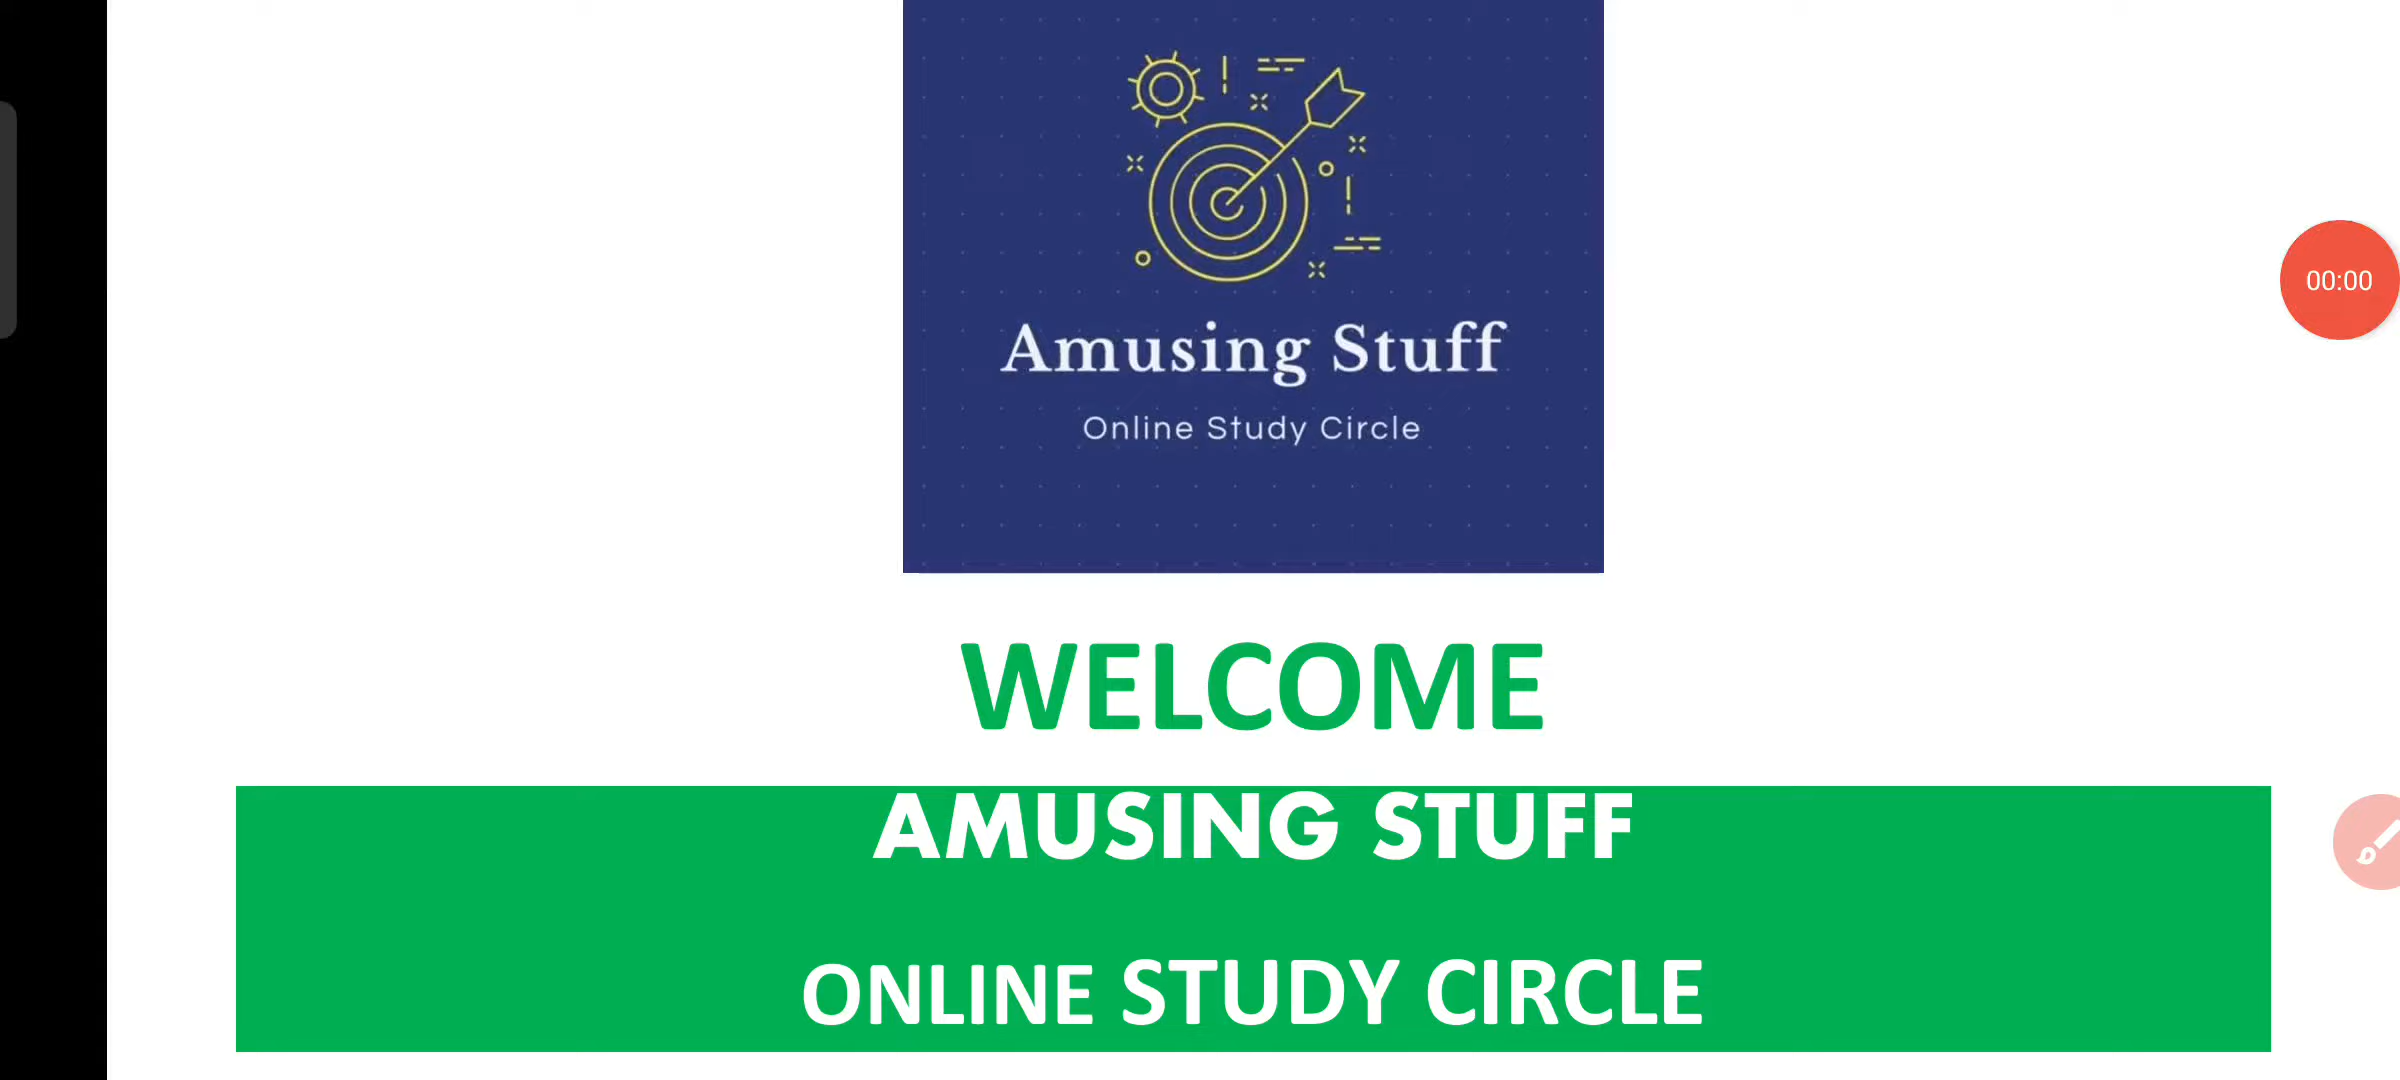 Amusing Stuff
Online Study Circle
00:00
WELCOME
AMUSING STUFF
ONLINE STUDY CIRCLE